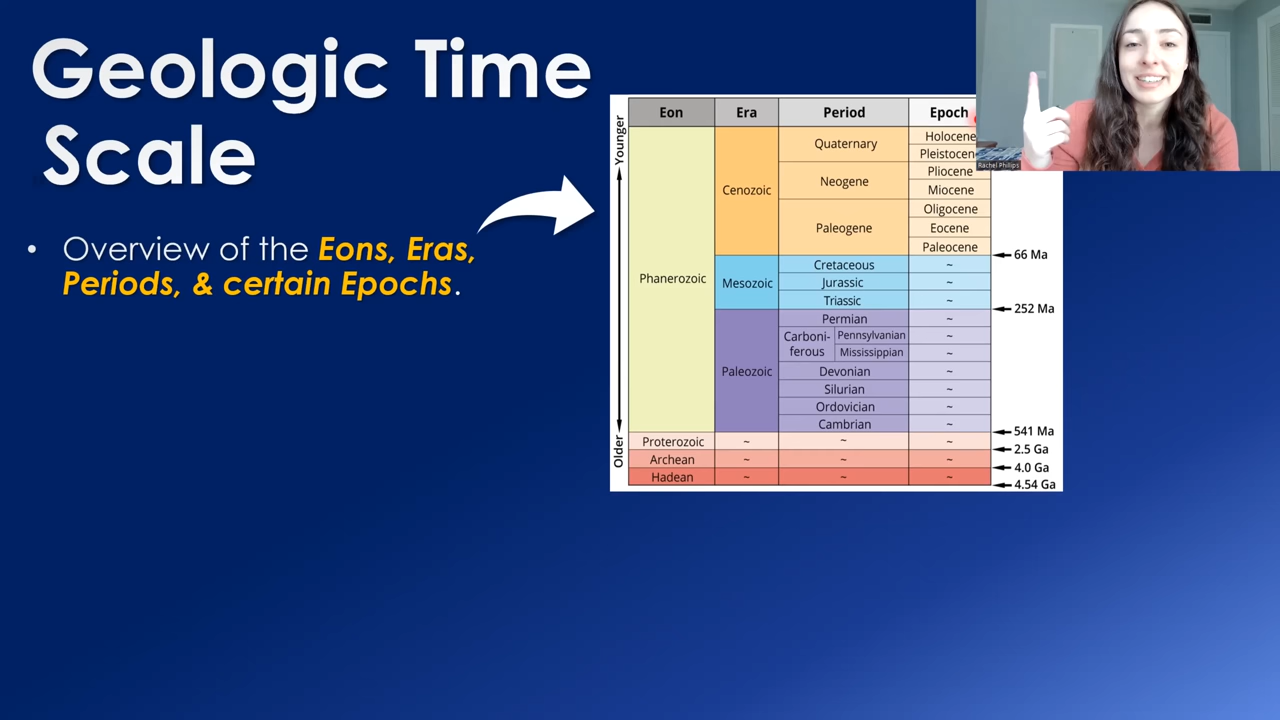 Geologic Time
Scale
• Overview of the Eons, Eras,
Periods, & certain Epochs.
Younger
Older
Eon Era Period Epoch
Phanerozoic
Cenozoic
Quaternary
Holocene
Pleistocen
Neogene
Pliocene
Miocene
Paleogene
Oligocene
Eocene
Paleocene
66 Ma
Mesozoic
Cretaceous ~
Jurassic ~
Triassic ~
252 Ma
Paleozoic
Permian ~
Carboni-
ferous
Pennsylvanian ~
Mississippian ~
Devonian ~
Silurian ~
Ordovician ~
Cambrian ~
541 Ma
Proterozoic ~ ~ ~
2.5 Ga
Archean ~ ~ ~
4.0 Ga
Hadean ~ ~ ~
4.54 Ga
Rachel Phillips